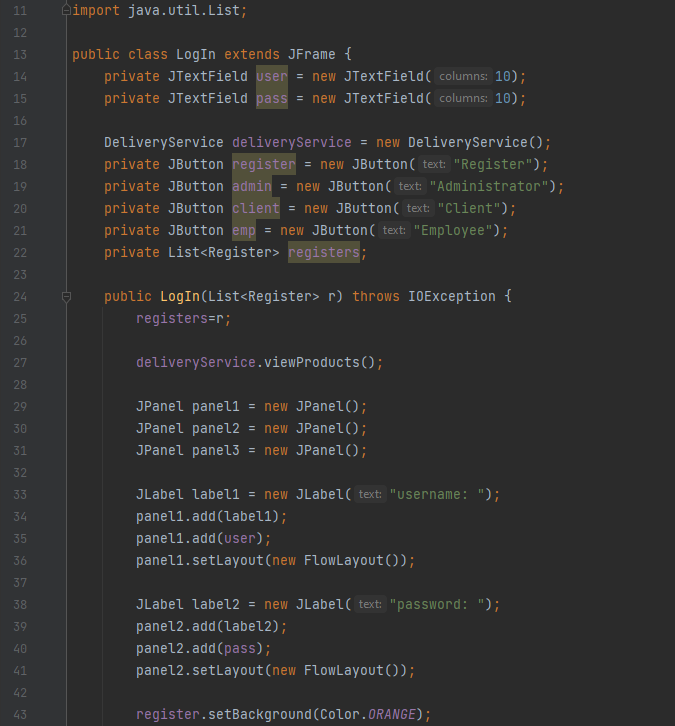 11 import java.util.List;
12
13 public class LogIn extends JFrame {
14     private JTextField user = new JTextField( columns: 10);
15     private JTextField pass = new JTextField( columns: 10);
16
17     DeliveryService deliveryService = new DeliveryService();
18     private JButton register = new JButton( text: "Register");
19     private JButton admin = new JButton( text: "Administrator");
20     private JButton client = new JButton( text: "Client");
21     private JButton emp = new JButton( text: "Employee");
22     private List<Register> registers;
23
24     public LogIn(List<Register> r) throws IOException {
25         registers=r;
26
27         deliveryService.viewProducts();
28
29         JPanel panel1 = new JPanel();
30         JPanel panel2 = new JPanel();
31         JPanel panel3 = new JPanel();
32
33         JLabel label1 = new JLabel( text: "username: ");
34         panel1.add(label1);
35         panel1.add(user);
36         panel1.setLayout(new FlowLayout());
37
38         JLabel label2 = new JLabel( text: "password: ");
39         panel2.add(label2);
40         panel2.add(pass);
41         panel2.setLayout(new FlowLayout());
42
43         register.setBackground(Color.ORANGE);